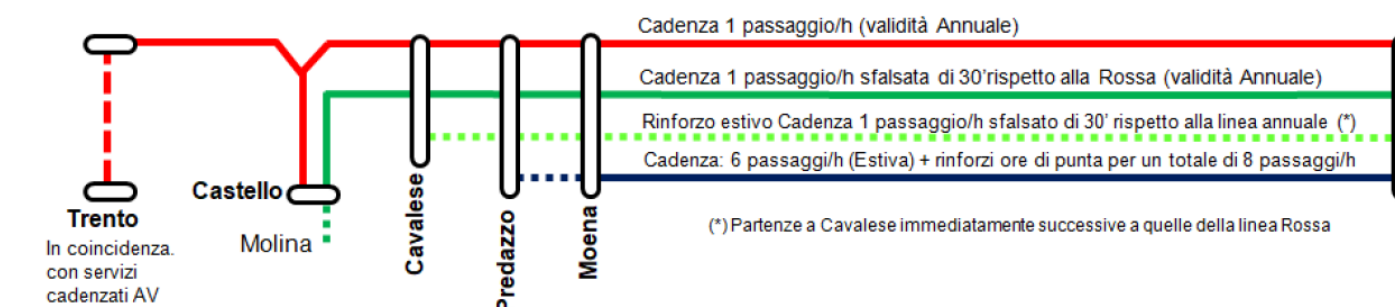 Cadenza 1 passaggio/h (validità Annuale)
Cadenza 1 passaggio/h sfalsata di 30'rispetto alla Rossa (validità Annuale)
Rinforzo estivo Cadenza 1 passaggio/h sfalsato di 30' rispetto alla linea annuale (*)
Cadenza: 6 passaggi/h (Estiva) + rinforzi ore di punta per un totale di 8 passaggi/h
(*) Partenze a Cavalese immediatamente successive a quelle della linea Rossa
Trento
In coincidenza.
con servizi
cadenzati AV
Castello
Molina
Cavalese
Predazzo
Moena